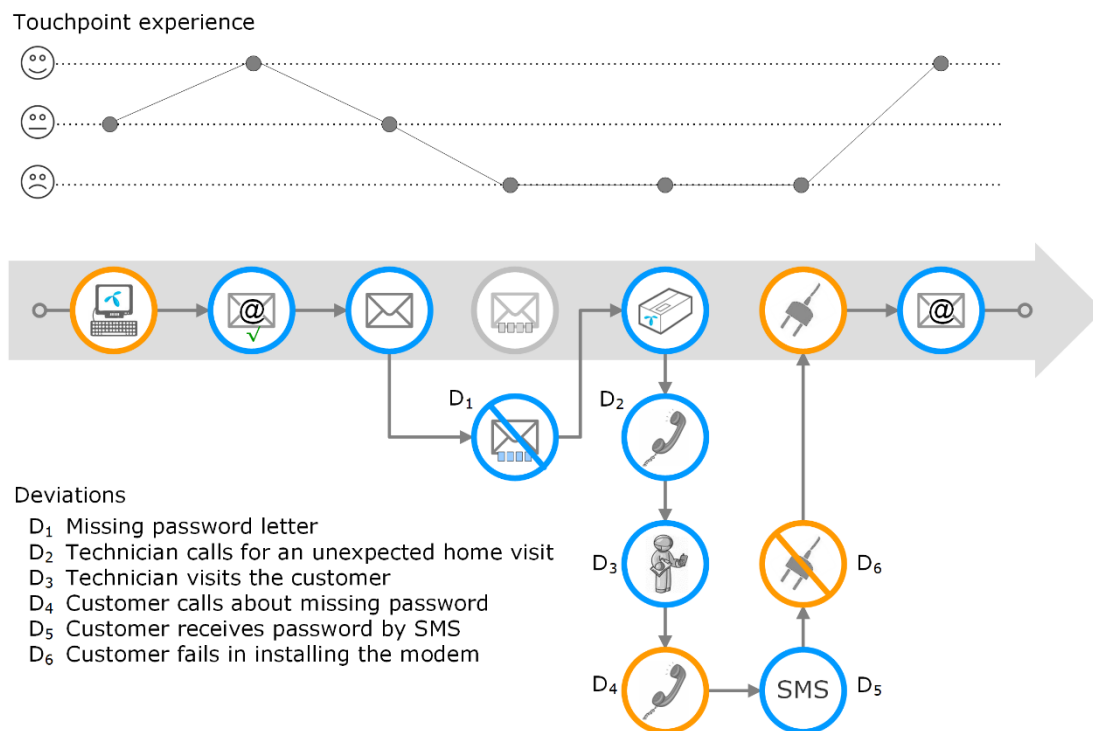 Touchpoint experience
@
√
@
D₁
D₂
D₃
D₆
D₄
SMS
D₅
Deviations
D₁ Missing password letter
D₂ Technician calls for an unexpected home visit
D₃ Technician visits the customer
D₄ Customer calls about missing password
D₅ Customer receives password by SMS
D₆ Customer fails in installing the modem